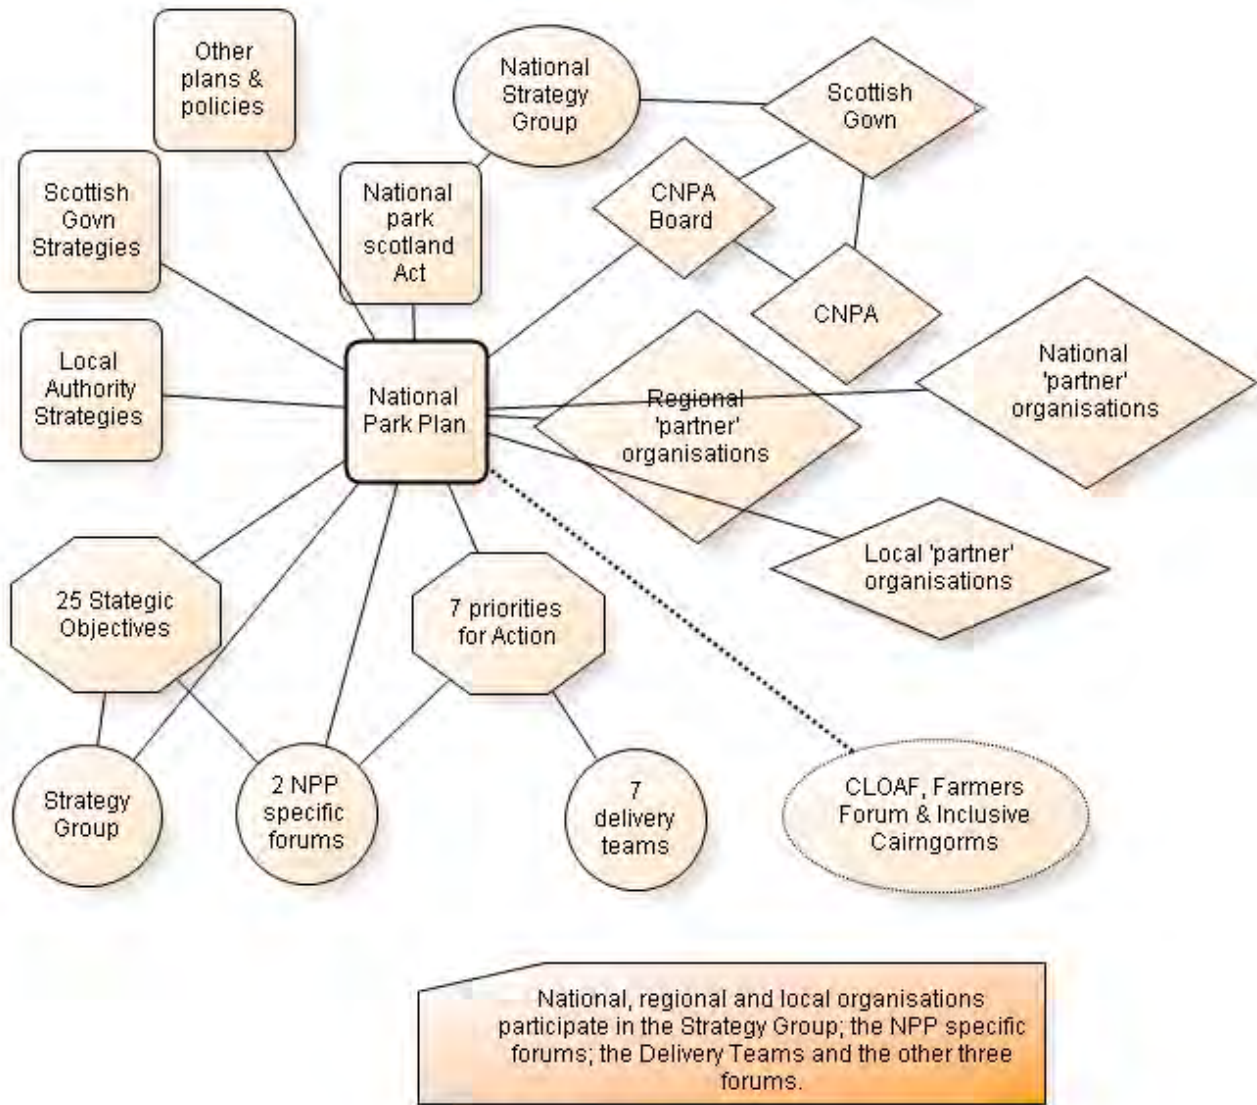 Other
plans &
policies
National
Strategy
Group
Scottish
Govn
Scottish
Govn
Strategies
National
park
scotland
Act
CNPA
Board
CNPA
Local
Authority
Strategies
National
Park Plan
Regional
'partner'
organisations
National
'partner'
organisations
Local 'partner'
organisations
25 Stategic
Objectives
7 priorities
for Action
Strategy
Group
2 NPP
specific
forums
7
delivery
teams
CLOAF, Farmers
Forum & Inclusive
Cairngorms
National, regional and local organisations
participate in the Strategy Group; the NPP specific
forums; the Delivery Teams and the other three
forums.